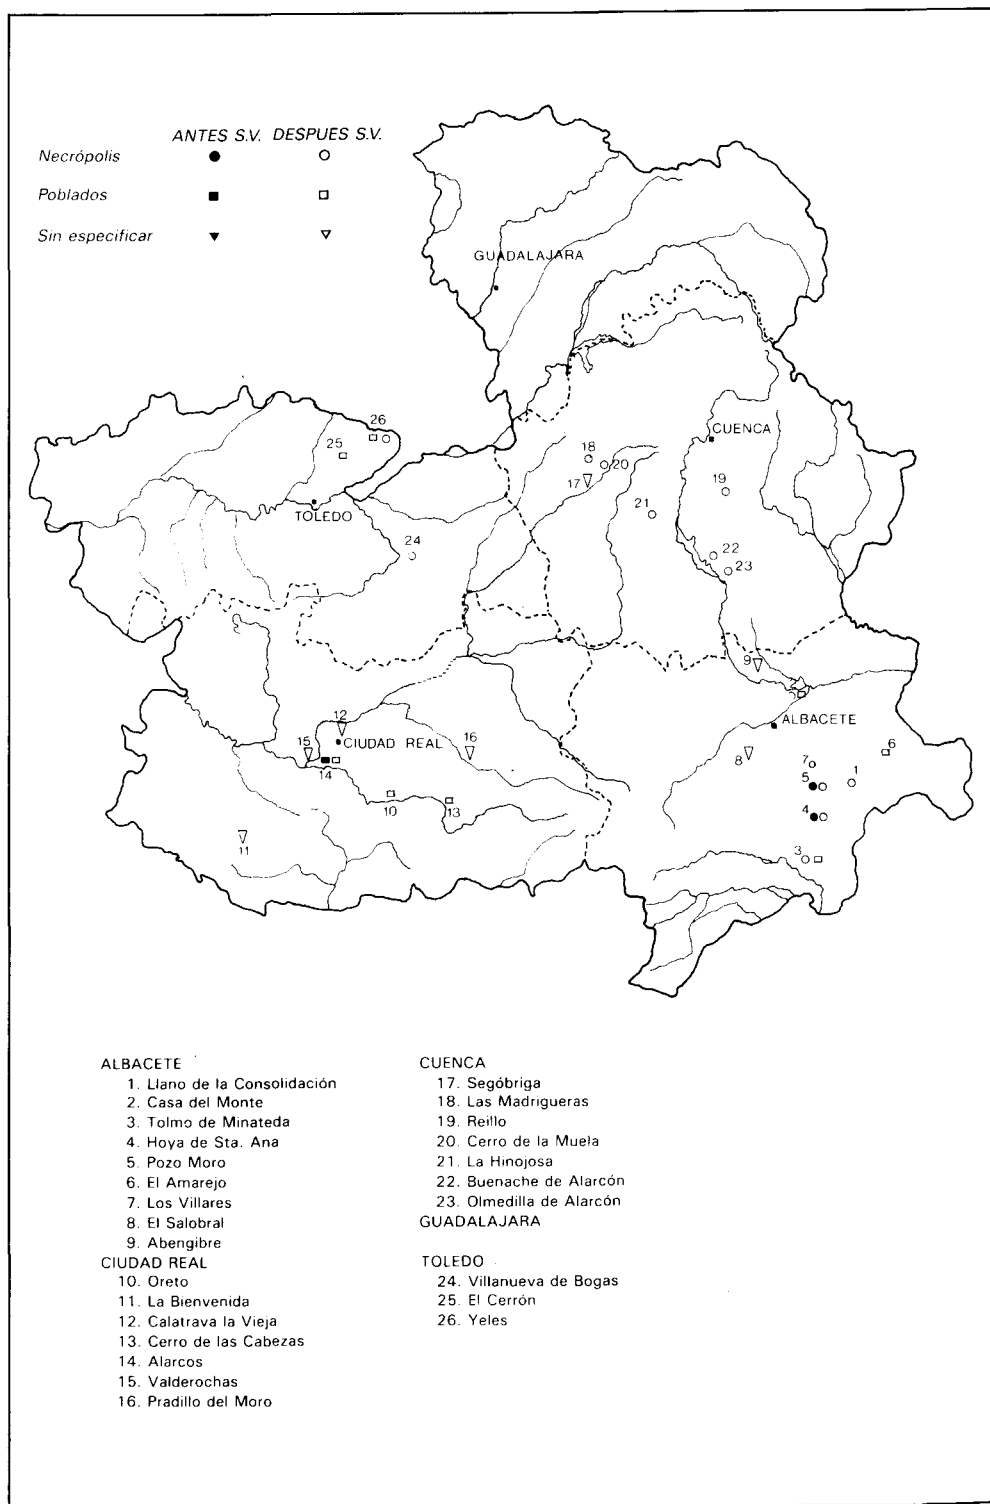 ANTES S.V. DESPUES S.V.
Necrópolis
Poblados
Sin especificar
GUADALAJARA
26
25
TOLEDO
24
18
20
17
CUENCA
19
21
22
23
9
ALBACETE
8
6
7
5
1
4
3
12
CIUDAD REAL
15
14
16
10
13
11
ALBACETE
1. Llano de la Consolidación
2. Casa del Monte
3. Tolmo de Minateda
4. Hoya de Sta. Ana
5. Pozo Moro
6. El Amarejo
7. Los Villares
8. El Salobral
9. Abengibre
CIUDAD REAL
10. Oreto
11. La Bienvenida
12. Calatrava la Vieja
13. Cerro de las Cabezas
14. Alarcos
15. Valderochas
16. Pradillo del Moro
CUENCA
17. Segóbriga
18. Las Madrigueras
19. Reillo
20. Cerro de la Muela
21. La Hinojosa
22. Buenache de Alarcón
23. Olmedilla de Alarcón
GUADALAJARA
TOLEDO
24. Villanueva de Bogas
25. El Cerrón
26. Yeles